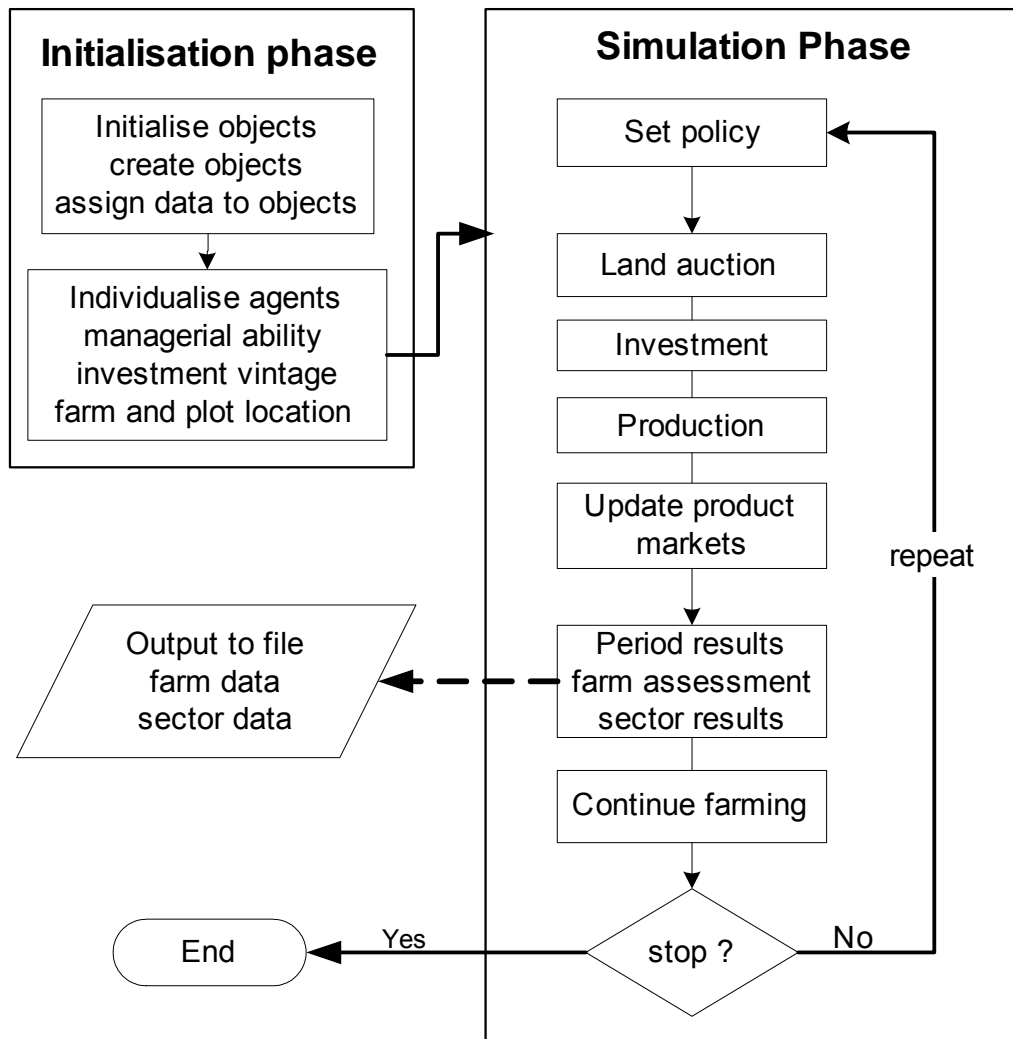 Initialisation phase
Initialise objects
create objects
assign data to objects
Individualise agents
managerial ability
investment vintage
farm and plot location
Simulation Phase
Set policy
Land auction
Investment
Production
Update product
markets
repeat
Period results
farm assessment
sector results
Output to file
farm data
sector data
Continue farming
stop ?
No
Yes
End